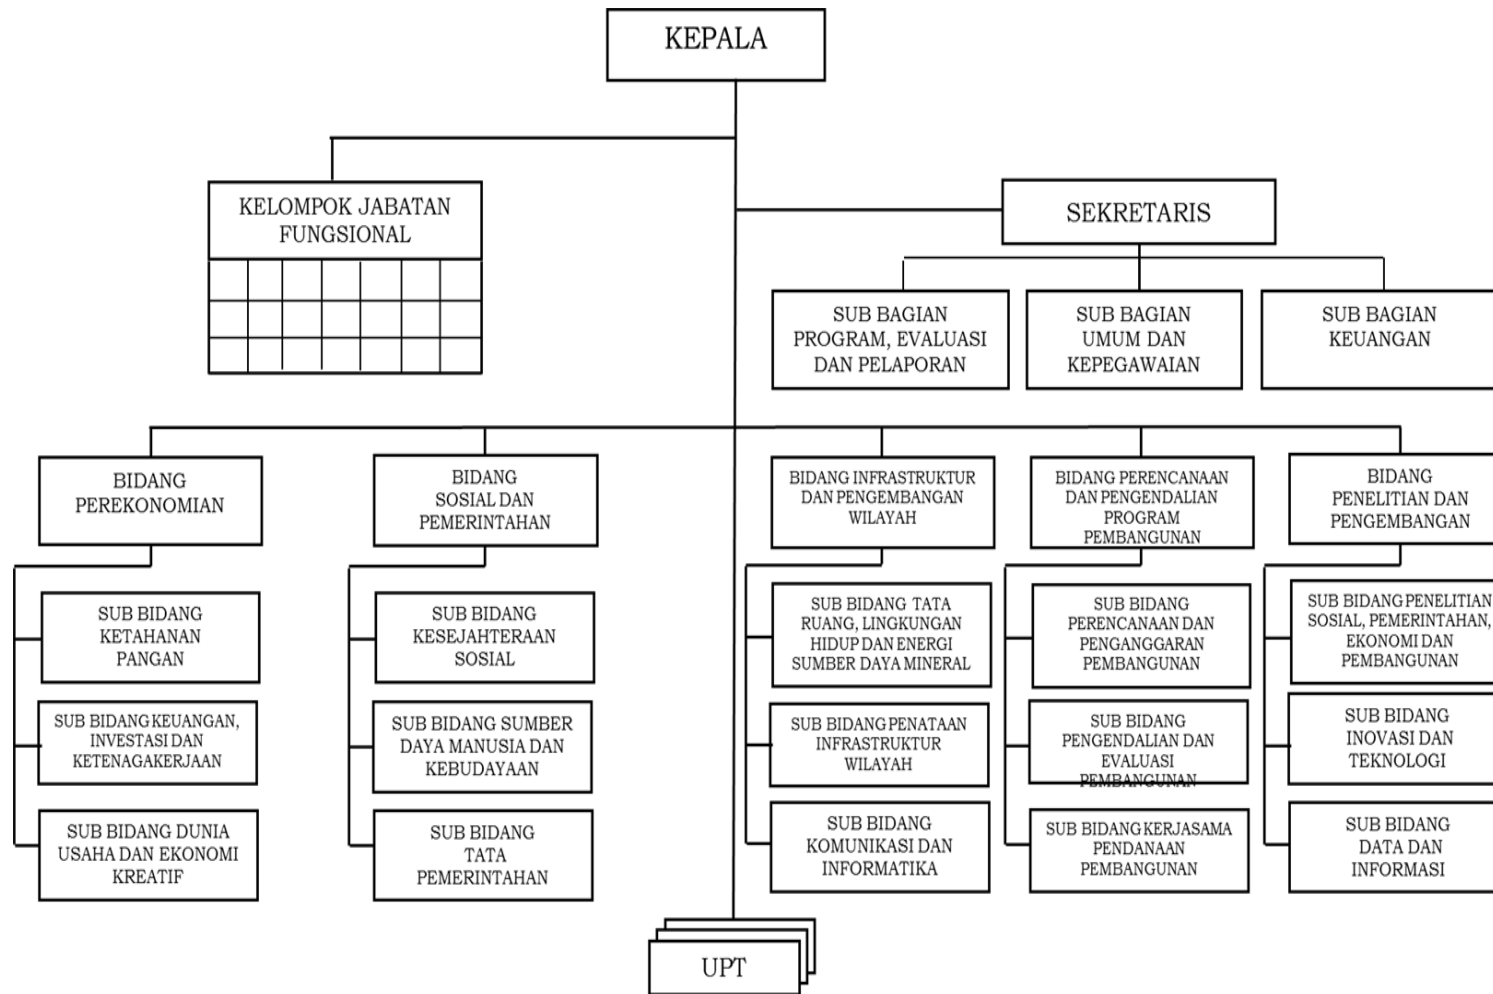 KEPALA
KELOMPOK JABATAN
FUNGSIONAL
SEKRETARIS
SUB BAGIAN
PROGRAM, EVALUASI
DAN PELAPORAN
SUB BAGIAN
UMUM DAN
KEPEGAWAIAN
SUB BAGIAN
KEUANGAN
BIDANG
PEREKONOMIAN
BIDANG
SOSIAL DAN
PEMERINTAHAN
BIDANG INFRASTRUKTUR
DAN PENGEMBANGAN
WILAYAH
BIDANG PERENCANAAN
DAN PENGENDALIAN
PROGRAM
PEMBANGUNAN
BIDANG
PENELITIAN DAN
PENGEMBANGAN
SUB BIDANG
KETAHANAN
PANGAN
SUB BIDANG
KESEJAHTERAAN
SOSIAL
SUB BIDANG TATA
RUANG, LINGKUNGAN
HIDUP DAN ENERGI
SUMBER DAYA MINERAL
SUB BIDANG
PERENCANAAN DAN
PENGANGGARAN
PEMBANGUNAN
SUB BIDANG PENELITIAN
SOSIAL, PEMERINTAHAN,
EKONOMI DAN
PEMBANGUNAN
SUB BIDANG KEUANGAN,
INVESTASI DAN
KETENAGAKERJAAN
SUB BIDANG SUMBER
DAYA MANUSIA DAN
KEBUDAYAAN
SUB BIDANG PENATAAN
INFRASTRUKTUR
WILAYAH
SUB BIDANG
PENGENDALIAN DAN
EVALUASI
PEMBANGUNAN
SUB BIDANG
INOVASI DAN
TEKNOLOGI
SUB BIDANG DUNIA
USAHA DAN EKONOMI
KREATIF
SUB BIDANG
TATA
PEMERINTAHAN
SUB BIDANG
KOMUNIKASI DAN
INFORMATIKA
SUB BIDANG KERJASAMA
PENDANAAN
PEMBANGUNAN
SUB BIDANG
DATA DAN
INFORMASI
UPT